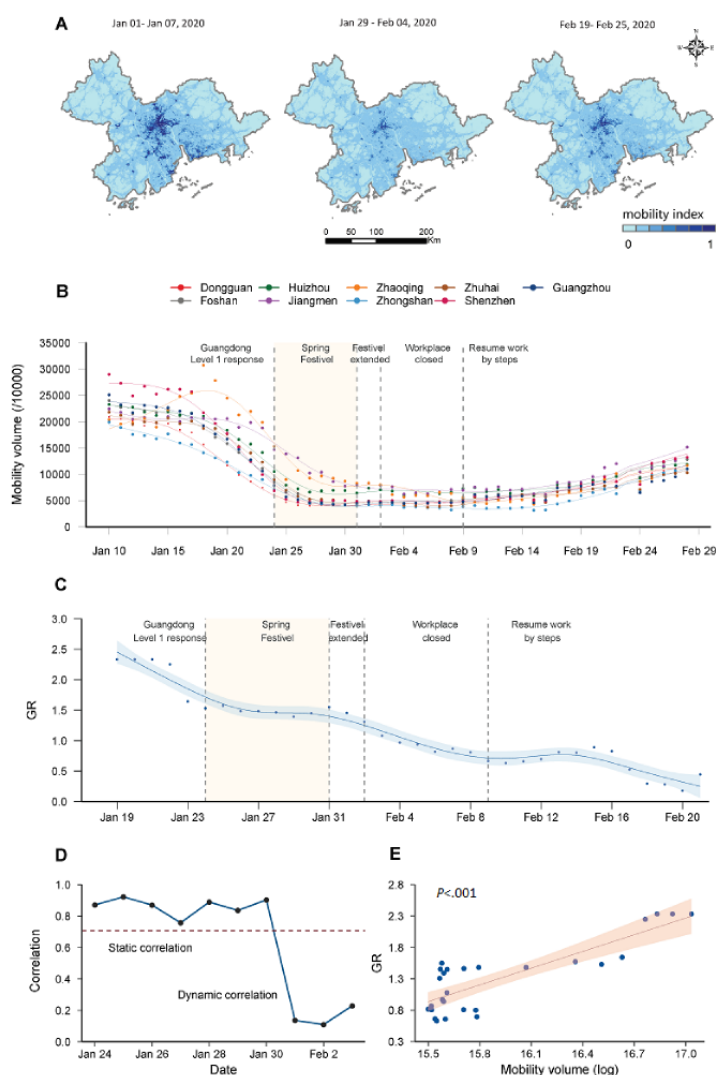 A
Jan 01- Jan 07, 2020
Jan 29 - Feb 04, 2020
Feb 19- Feb 25, 2020
N
W
E
S
mobility index
0
1
0
50
100
200
Km
B
Dongguan
Huizhou
Zhaoqing
Zhuhai
Guangzhou
Foshan
Jiangmen
Zhongshan
Shenzhen
Mobility volume (/10000)
35000
30000
25000
20000
15000
10000
5000
0
Guangdong
Level 1 response
Spring
Festivel
Festivel
extended
Workplace
closed
Resume work
by steps
Jan 10
Jan 15
Jan 20
Jan 25
Jan 30
Feb 4
Feb 9
Feb 14
Feb 19
Feb 24
Feb 29
C
GR
3.0
2.5
2.0
1.5
1.0
0.5
0.0
Guangdong
Level 1 response
Spring
Festivel
Festivel
extended
Workplace
closed
Resume work
by steps
Jan 19
Jan 23
Jan 27
Jan 31
Feb 4
Feb 8
Feb 12
Feb 16
Feb 20
D
Correlation
1.0
0.8
0.6
0.4
0.2
0.0
Static correlation
Dynamic correlation
Jan 24
Jan 26
Jan 28
Jan 30
Feb 2
Date
E
GR
2.8
2.3
1.8
1.3
0.8
0.3
P<.001
15.5
15.8
16.1
16.4
16.7
17.0
Mobility volume (log)